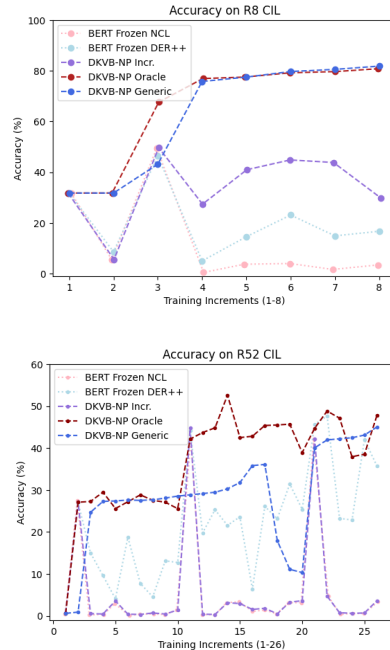 Accuracy on R8 CIL
BERT Frozen NCL
BERT Frozen DER++
DKVB-NP Incr.
DKVB-NP Oracle
DKVB-NP Generic
Accuracy (%)
100
80
60
40
20
0
1 2 3 4 5 6 7 8
Training Increments (1-8)
Accuracy on R52 CIL
BERT Frozen NCL
BERT Frozen DER++
DKVB-NP Incr.
DKVB-NP Oracle
DKVB-NP Generic
Accuracy (%)
60
50
40
30
20
10
0
0 5 10 15 20 25
Training Increments (1-26)